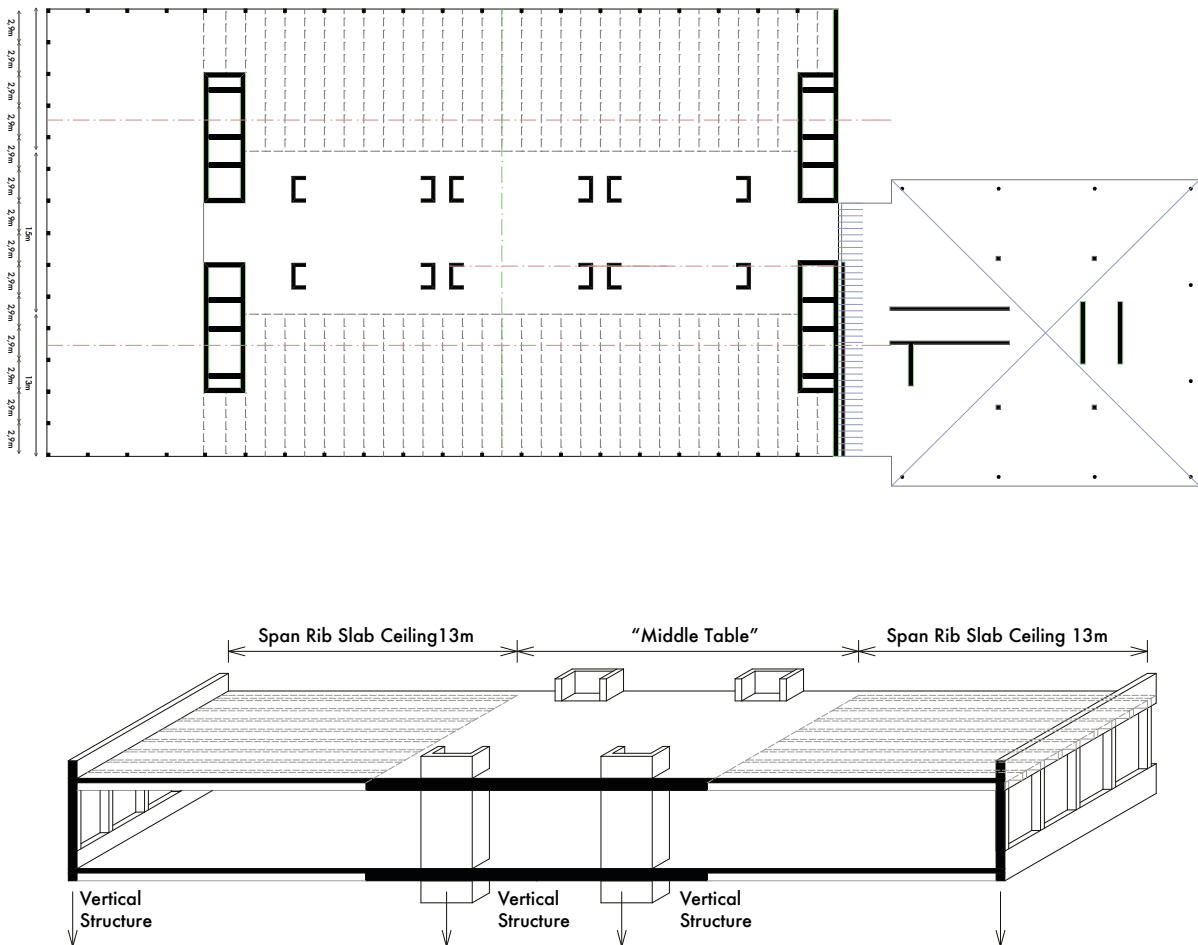 2,9m
2,9m
2,9m
2,9m
2,9m
2,9m
2,9m
2,9m
2,9m
2,9m
2,9m
2,9m
2,9m
2,9m
15m
13m
Span Rib Slab Ceiling13m
“Middle Table”
Span Rib Slab Ceiling 13m
Vertical
Structure
Vertical
Structure
Vertical
Structure